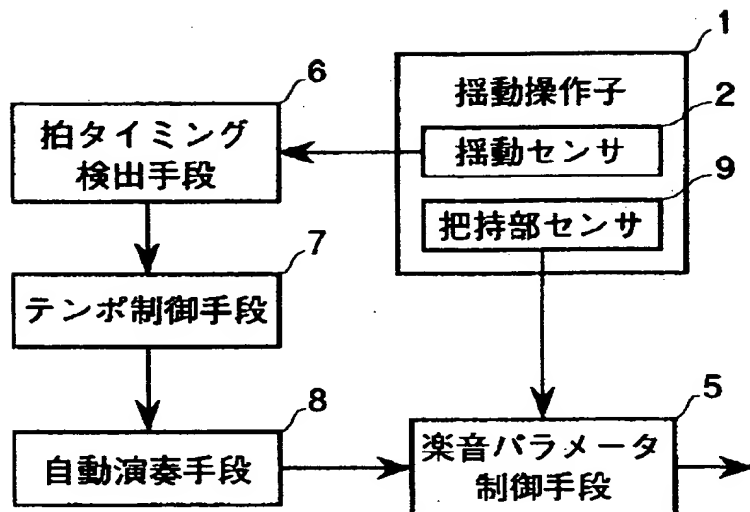 1
揺動操作子
2
揺動センサ
9
把持部センサ
6
拍タイミング
検出手段
7
テンポ制御手段
8
自動演奏手段
5
楽音パラメータ
制御手段